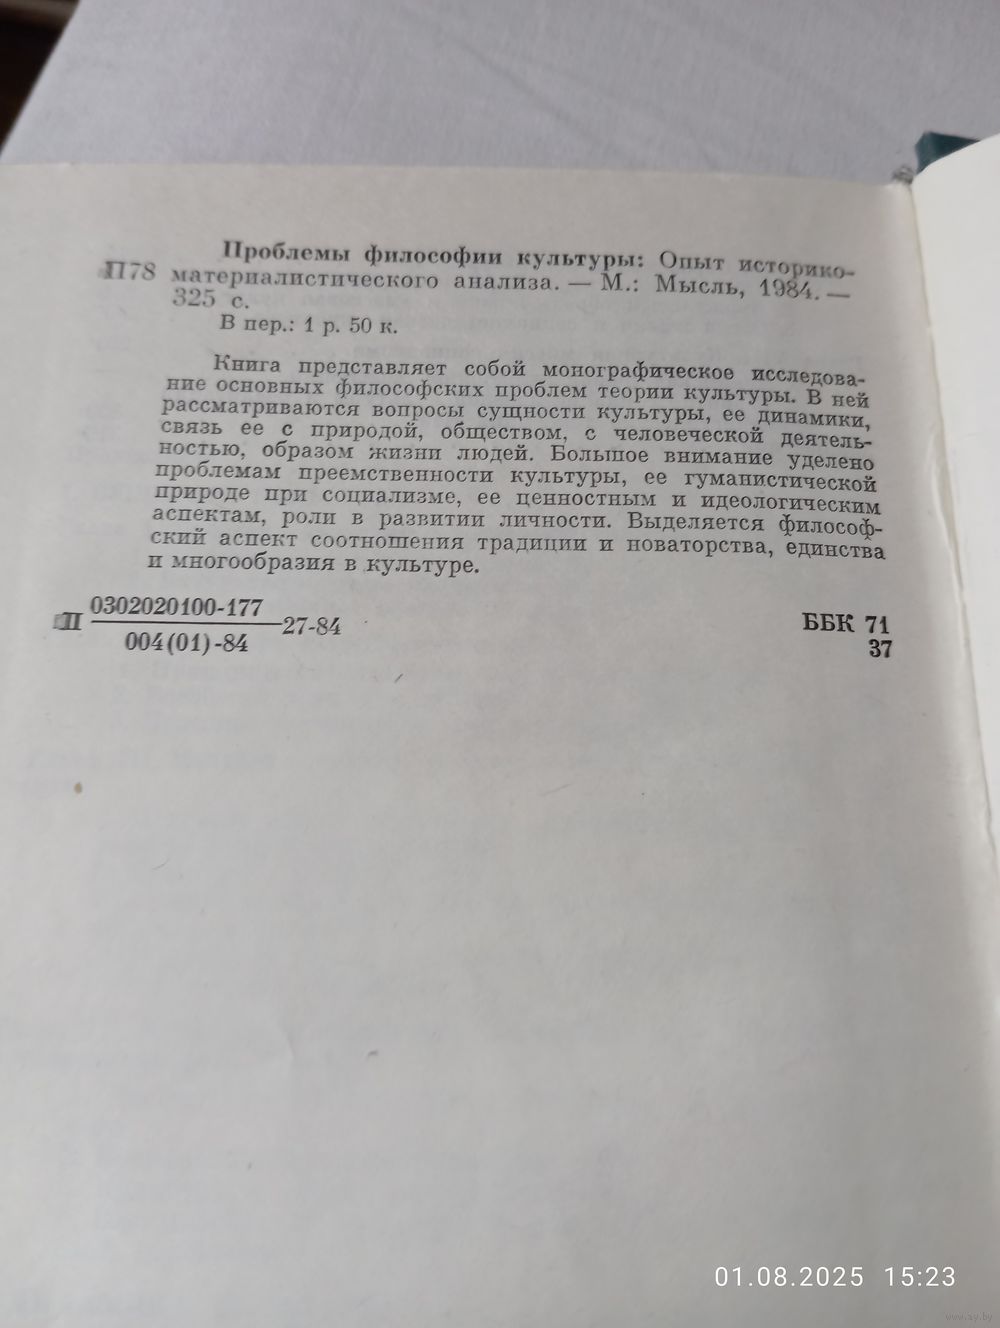 Проблемы философии культуры: Опыт историко-
П78 материалистического анализа. — М.: Мысль, 1984. —
325 с.
В пер.: 1 р. 50 к.
Книга представляет собой монографическое исследова-
ние основных философских проблем теории культуры. В ней
рассматриваются вопросы сущности культуры, ее динамики,
связь ее с природой, обществом, с человеческой деятель-
ностью, образом жизни людей. Большое внимание уделено
проблемам преемственности культуры, ее гуманистической
природе при социализме, ее ценностным и идеологическим
аспектам, роли в развитии личности. Выделяется философ-
ский аспект соотношения традиции и новаторства, единства
и многообразия в культуре.
П 0302020100-177
004(01)-84
27-84
ББК 71
37
01.08.2025 15:23
www.ay.by